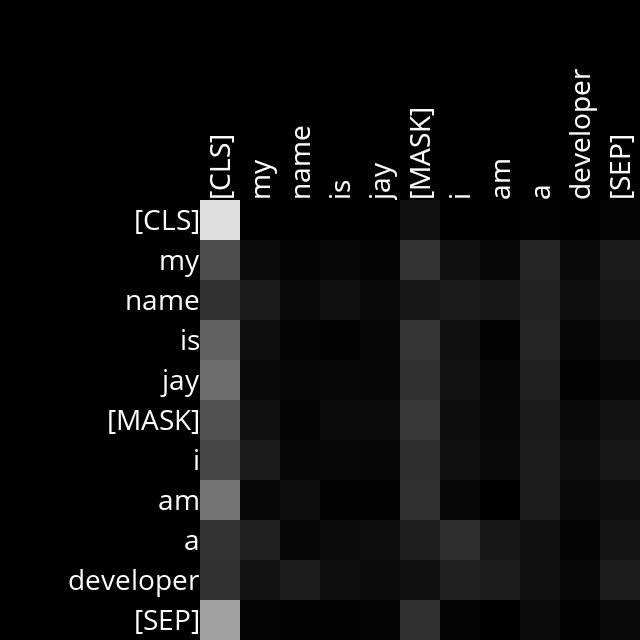 [CLS]
my
name
is
jay
[MASK]
i
am
a
developer
[SEP]
[CLS]
my
name
is
jay
[MASK]
i
am
a
developer
[SEP]